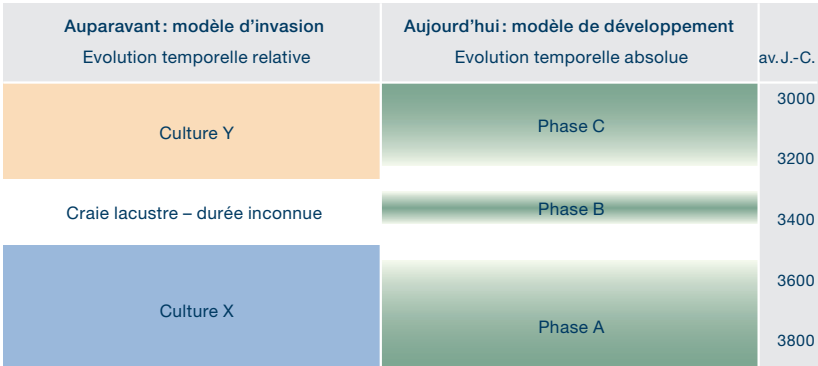 Auparavant : modèle d’invasion
Evolution temporelle relative
Aujourd’hui : modèle de développement
Evolution temporelle absolue
av. J.-C.
3000
Culture Y
Phase C
3200
Craie lacustre – durée inconnue
Phase B
3400
3600
Culture X
Phase A
3800